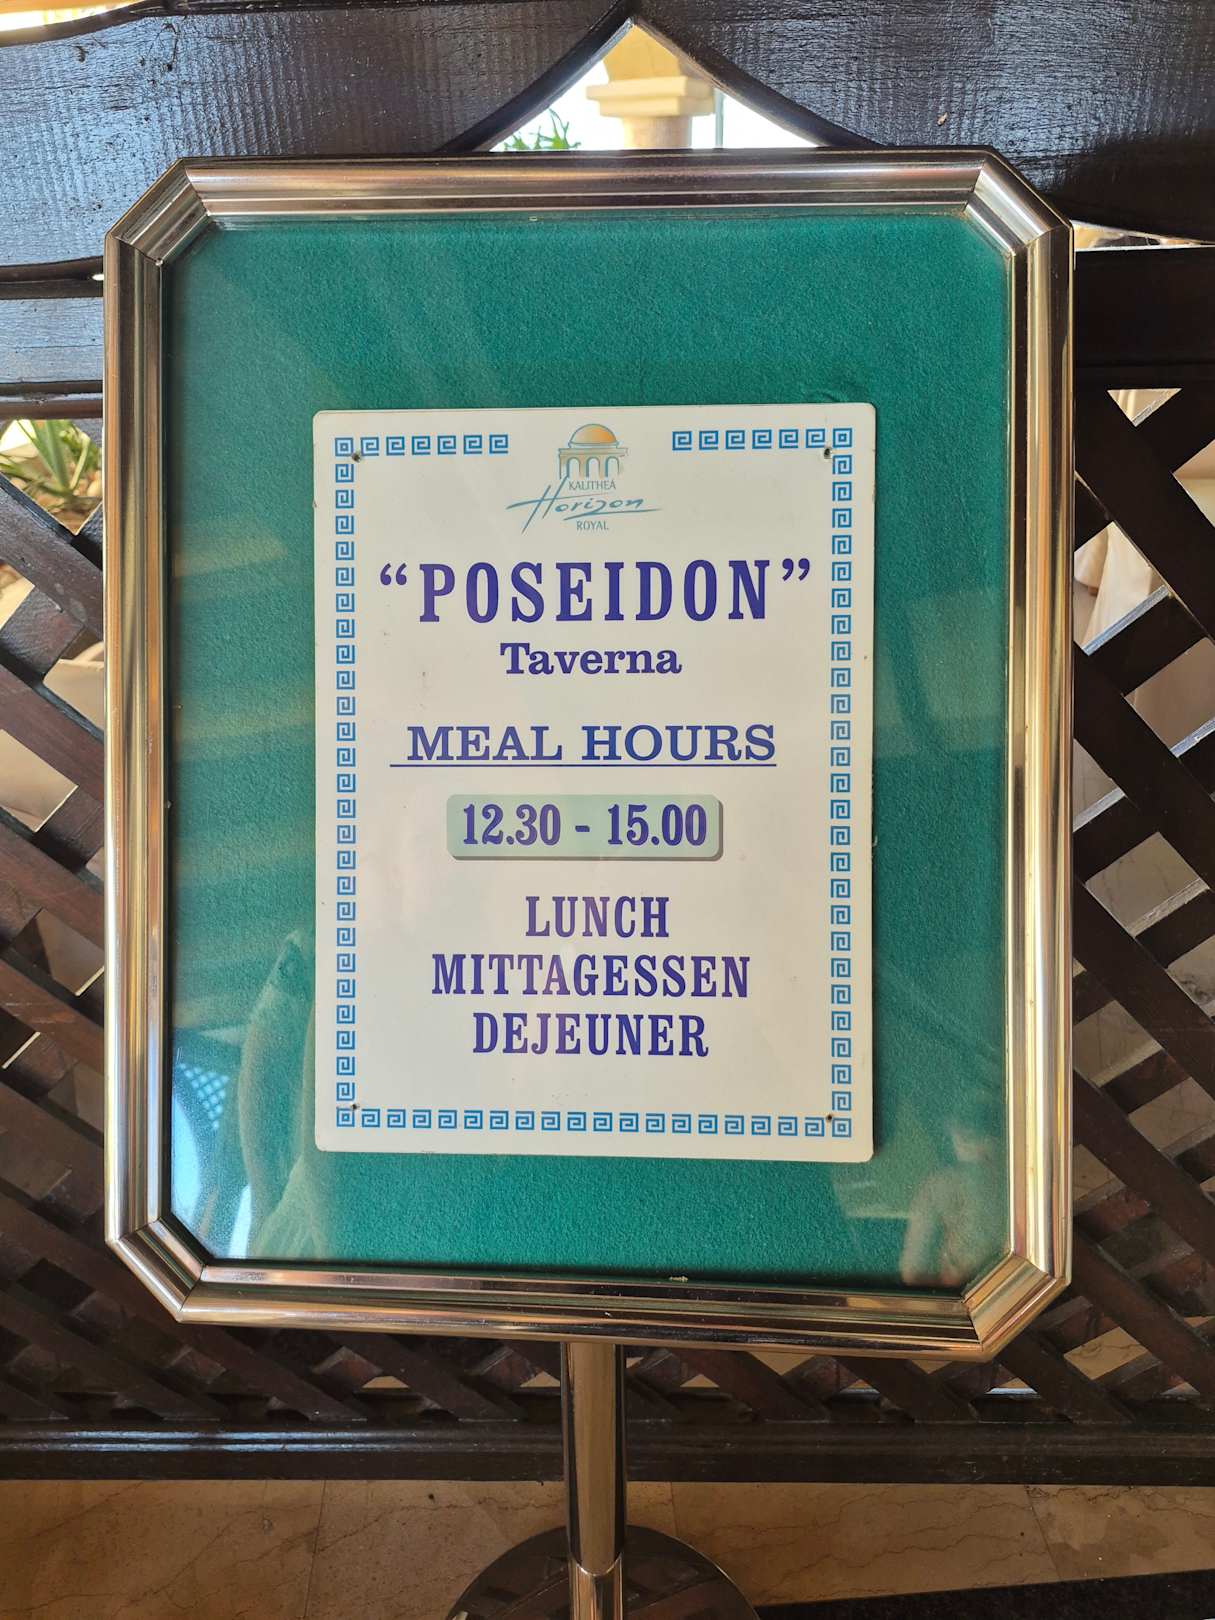 KALITHEA
Horizon
ROYAL
“POSEIDON”
Taverna
MEAL HOURS
12.30 - 15.00
LUNCH
MITTAGESSEN
DEJEUNER